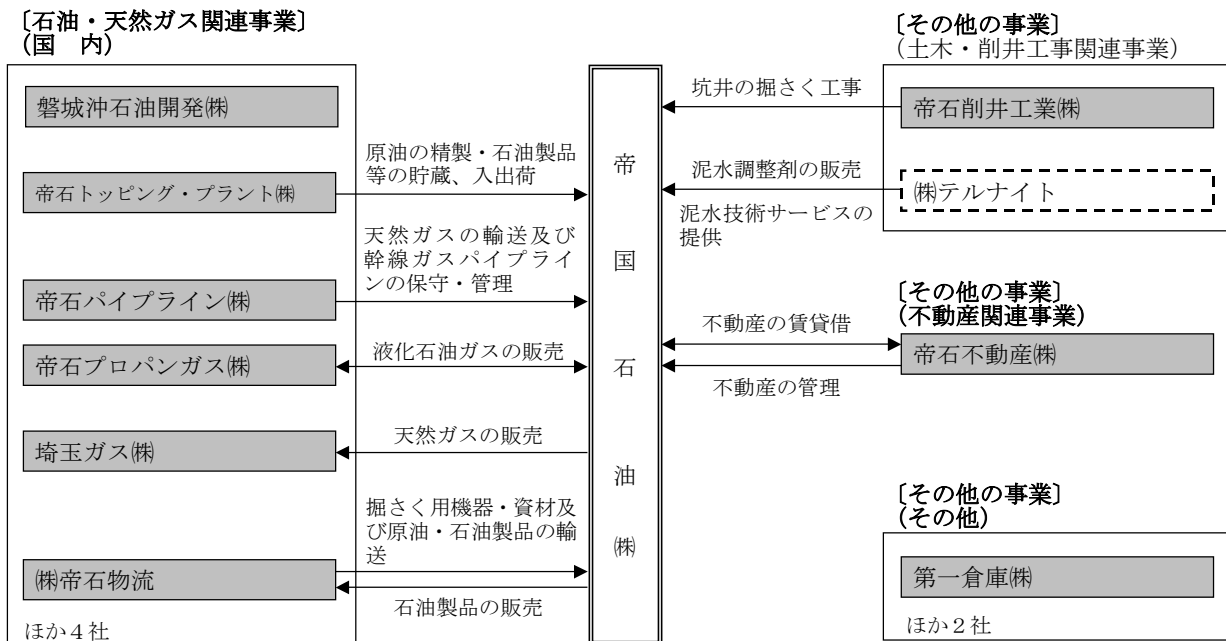 〔石油・天然ガス関連事業〕
(国　内)
磐城沖石油開発㈱
帝石トッピング・プラント㈱
帝石パイプライン㈱
帝石プロパンガス㈱
埼玉ガス㈱
㈱帝石物流
ほか４社
原油の精製・石油製品
等の貯蔵、入出荷
天然ガスの輸送及び
幹線ガスパイプライ
ンの保守・管理
液化石油ガスの販売
天然ガスの販売
掘さく用機器・資材及
び原油・石油製品の輸
送
石油製品の販売
帝
国
石
油
㈱
坑井の掘さく工事
泥水調整剤の販売
泥水技術サービスの
提供
不動産の賃貸借
不動産の管理
〔その他の事業〕
（土木・削井工事関連事業）
帝石削井工業㈱
㈱テルナイト
〔その他の事業〕
(不動産関連事業)
帝石不動産㈱
〔その他の事業〕
(その他)
第一倉庫㈱
ほか２社